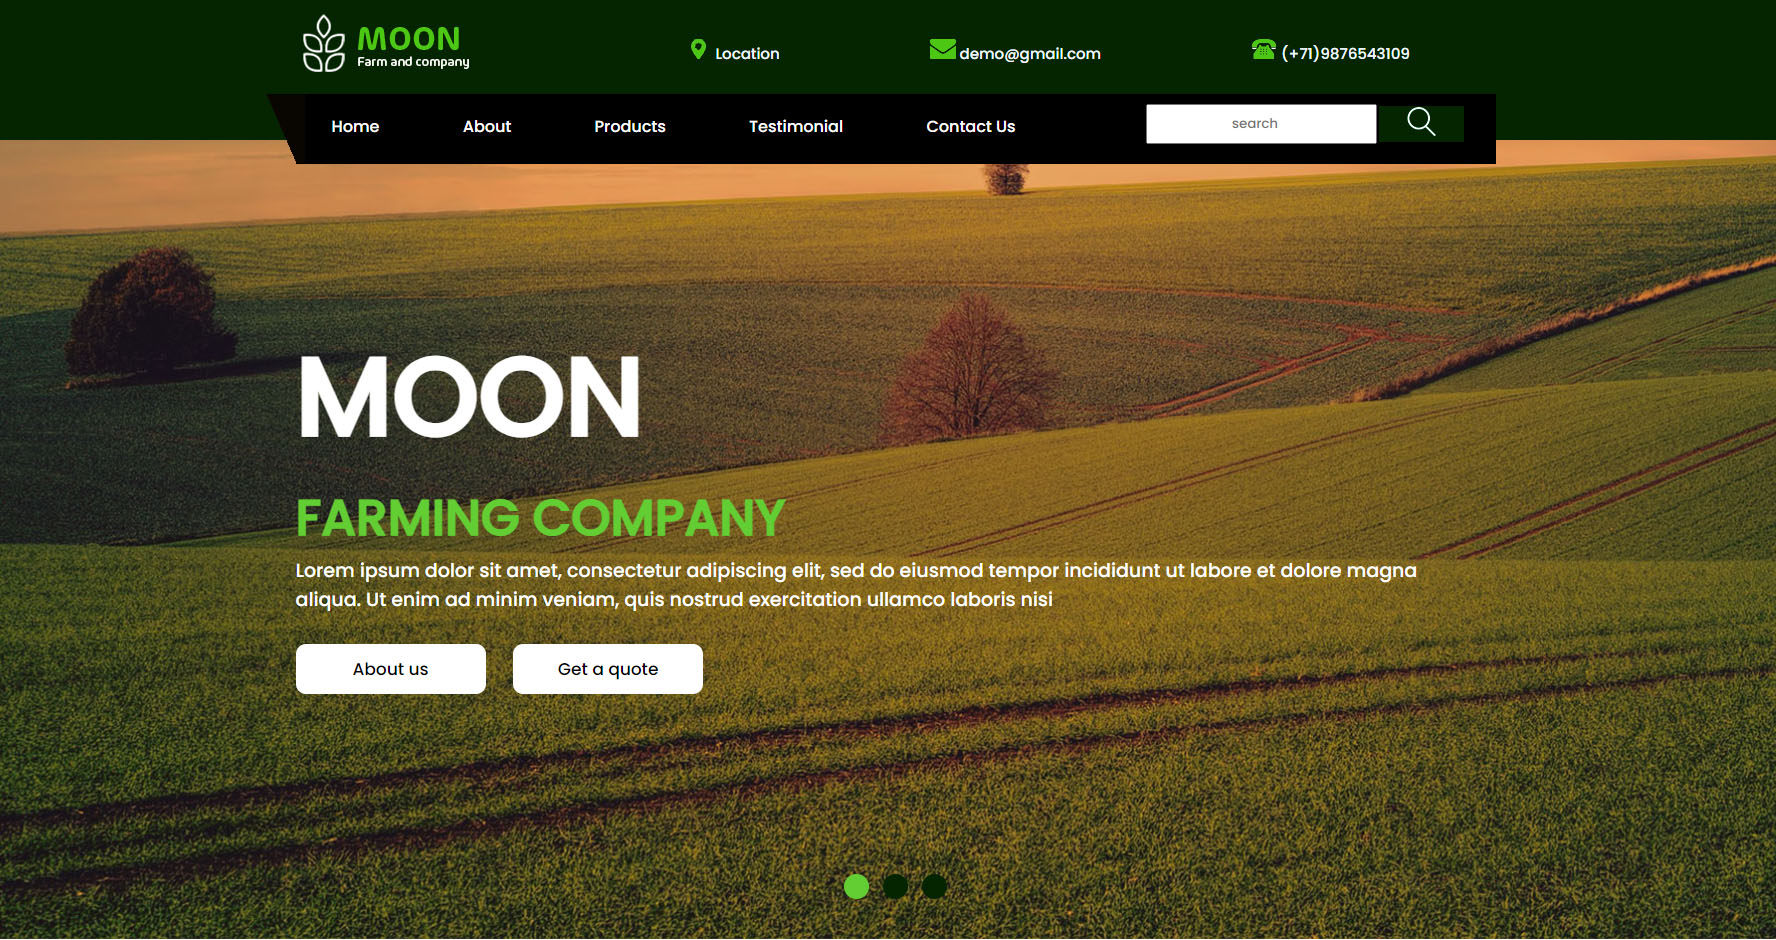 MOON
Farm and company
Location
demo@gmail.com
(+71)9876543109
Home
About
Products
Testimonial
Contact Us
search
MOON
FARMING COMPANY
Lorem ipsum dolor sit amet, consectetur adipiscing elit, sed do eiusmod tempor incididunt ut labore et dolore magna
aliqua. Ut enim ad minim veniam, quis nostrud exercitation ullamco laboris nisi
About us
Get a quote